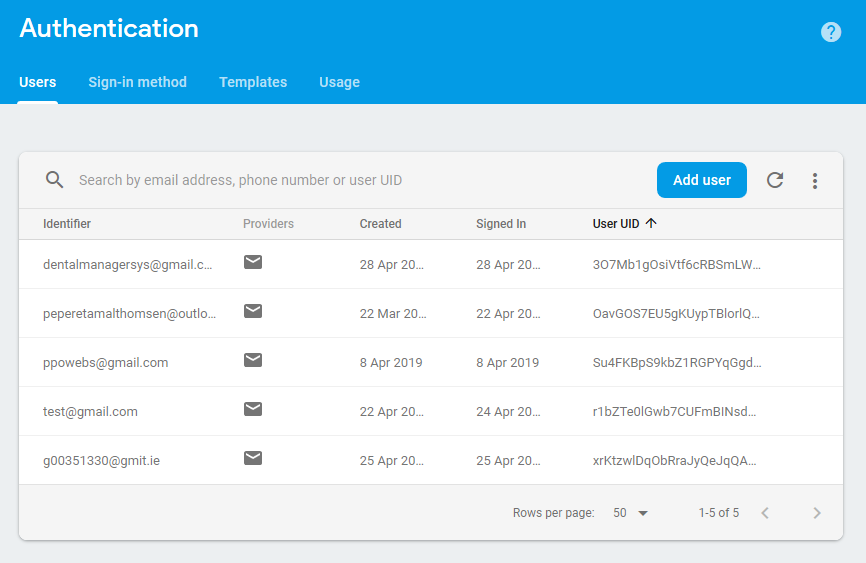 Authentication
?
Users Sign-in method Templates Usage
Search by email address, phone number or user UID Add user
Identifier Providers Created Signed In User UID
dentalmanagersys@gmail.c... 28 Apr 20... 28 Apr 20... 3O7Mb1gOsiVtf6cRBSmLW...
peperetamalthomsen@outlo... 22 Mar 20... 22 Apr 20... OavGOS7EU5gKUypTBlorlQ...
ppowebs@gmail.com 8 Apr 2019 8 Apr 2019 Su4FKBpS9kbZ1RGPYqGgd...
test@gmail.com 22 Apr 20... 24 Apr 20... r1bZTe0lGwb7CUFmBINsd...
g00351330@gmit.ie 25 Apr 20... 25 Apr 20... xrKtzwlDqObRraJyQeJqQA...
Rows per page: 50 1-5 of 5